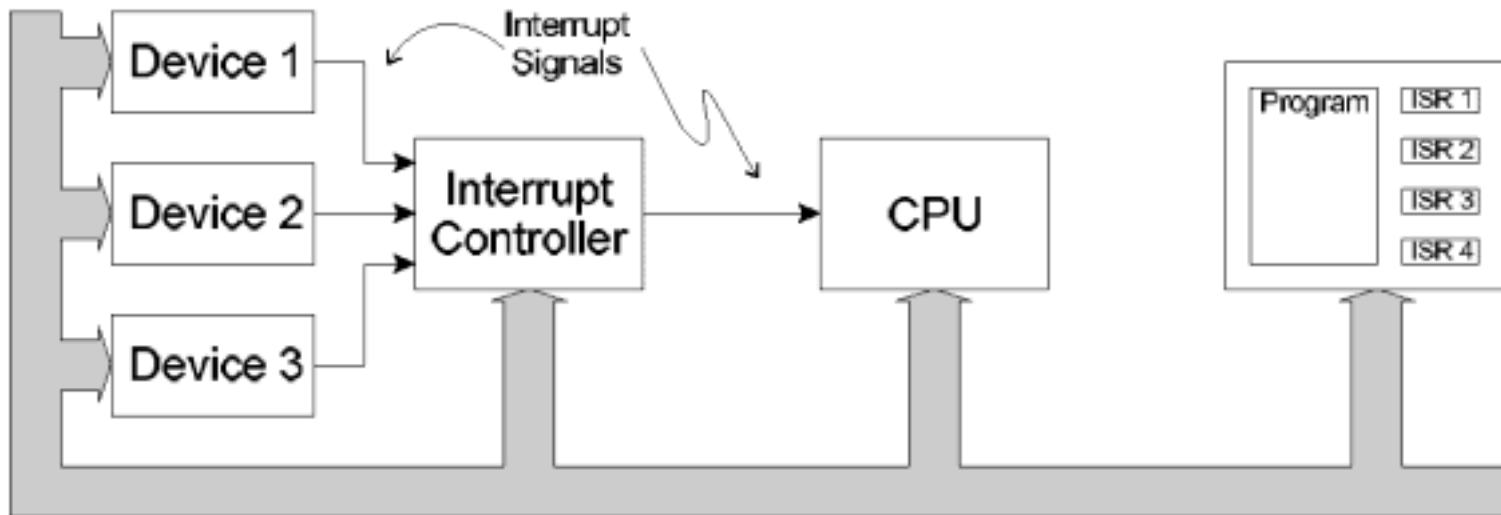 Device 1
Interrupt
Signals
Program
ISR 1
ISR 2
ISR 3
ISR 4
Device 2
Interrupt
Controller
CPU
Device 3